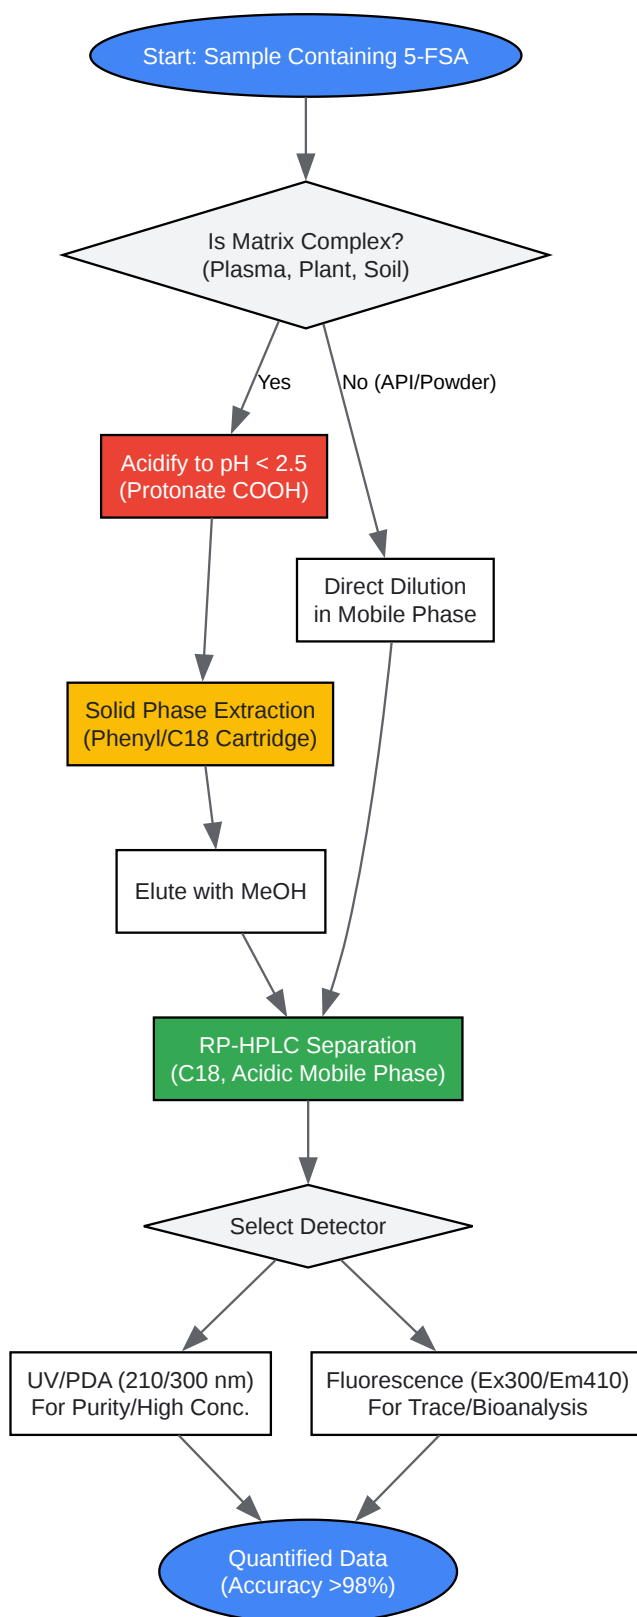 Start: Sample Containing 5-FSA
Is Matrix Complex?
(Plasma, Plant, Soil)
Yes
No (API/Powder)
Acidify to pH < 2.5
(Protonate COOH)
Direct Dilution
in Mobile Phase
Solid Phase Extraction
(Phenyl/C18 Cartridge)
Elute with MeOH
RP-HPLC Separation
(C18, Acidic Mobile Phase)
Select Detector
UV/PDA (210/300 nm)
For Purity/High Conc.
Fluorescence (Ex300/Em410)
For Trace/Bioanalysis
Quantified Data
(Accuracy >98%)